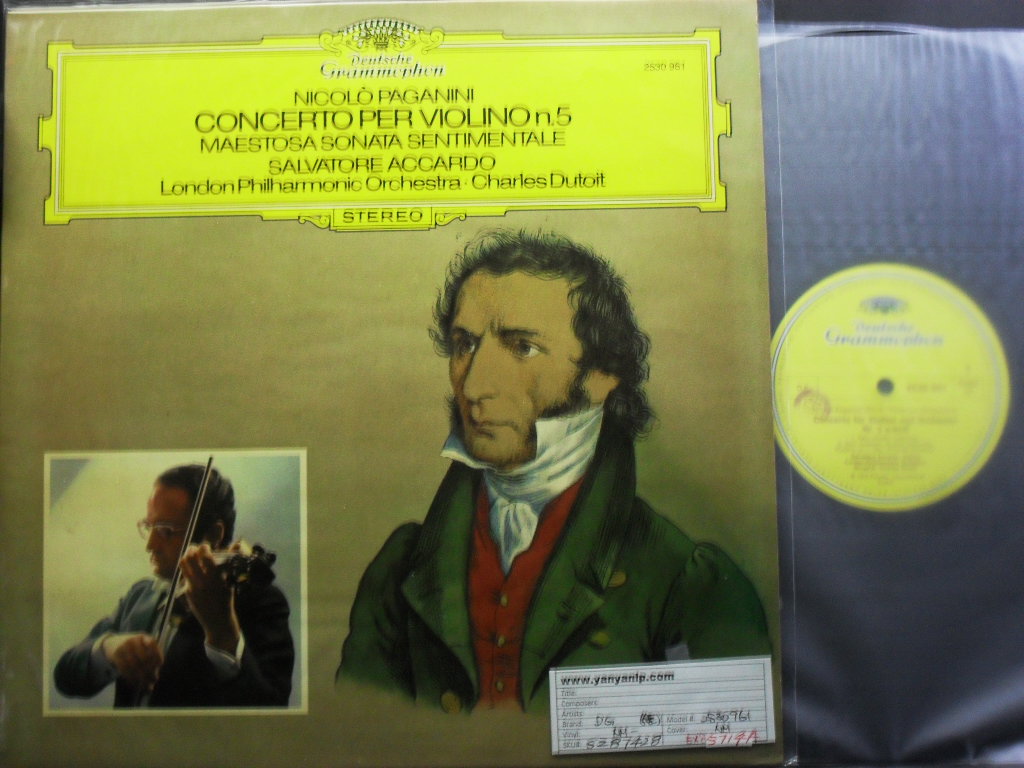 Deutsche
Grammophon
2530 961
NICOLÒ PAGANINI
CONCERTO PER VIOLINO n.5
MAESTOSA SONATA SENTIMENTALE
SALVATORE ACCARDO
London Philharmonic Orchestra · Charles Dutoit
STEREO
Deutsche
Grammophon
www.yanyanlp.com
Title:
Composers:
Artists:
Brand: DG Model #: 2530961
Vinyl: NM- Cover: NM
SKU#: